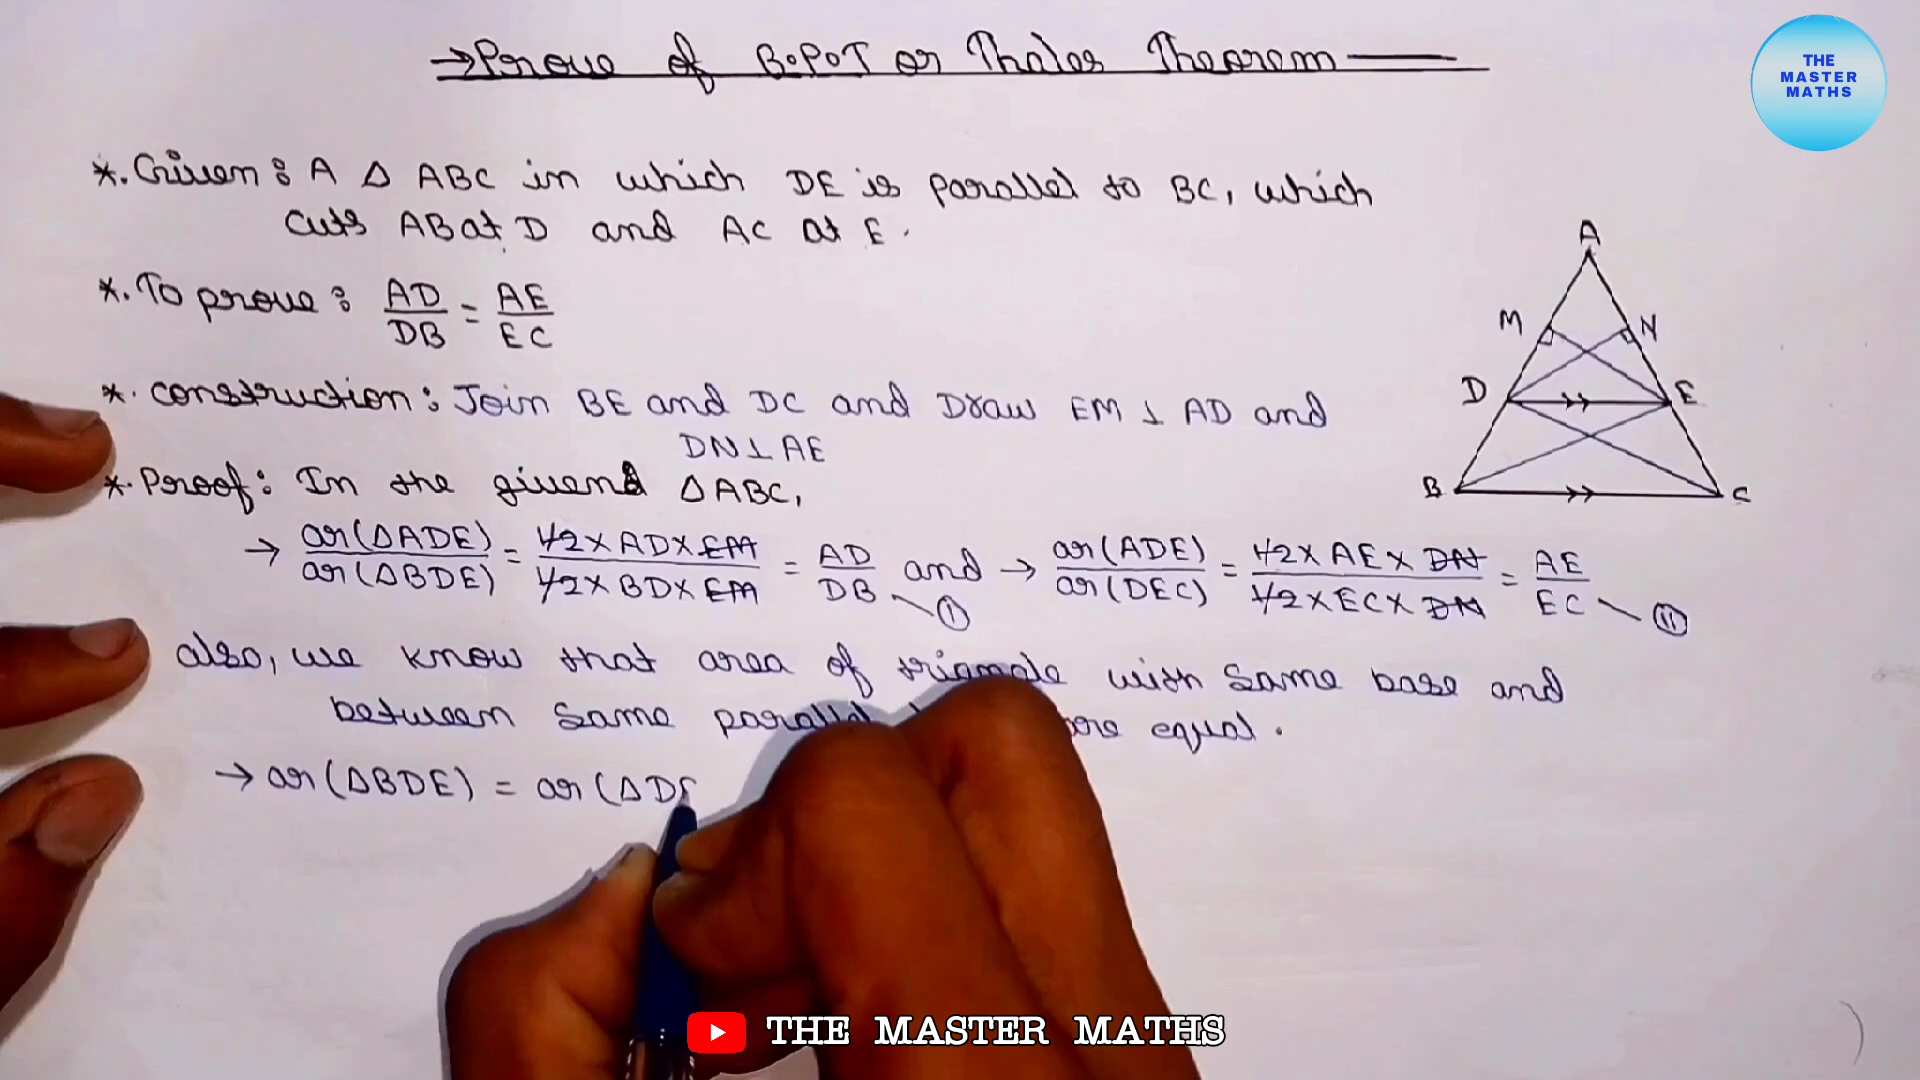 → Prove of B.P.T or Thales Theorem
THE
MASTER
MATHS
*. Given: A Δ ABC in which DE is parallel to BC, which
cuts AB at D and AC at E.
*. To prove: AD/DB = AE/EC
*. construction: Join BE and DC and Draw EM ⊥ AD and
DN ⊥ AE
*. Proof: In the given Δ ABC,
→ ar(ΔADE)/ar(ΔBDE) = 1/2 × AD × EM / 1/2 × BD × EM = AD/DB — (I) and → ar(ADE)/ar(DEC) = 1/2 × AE × DN / 1/2 × EC × DN = AE/EC — (II)
also, we know that area of triangle with same base and
between same parallel are equal.
→ ar(ΔBDE) = ar(ΔDE
A
M N
D E
B C
THE MASTER MATHS